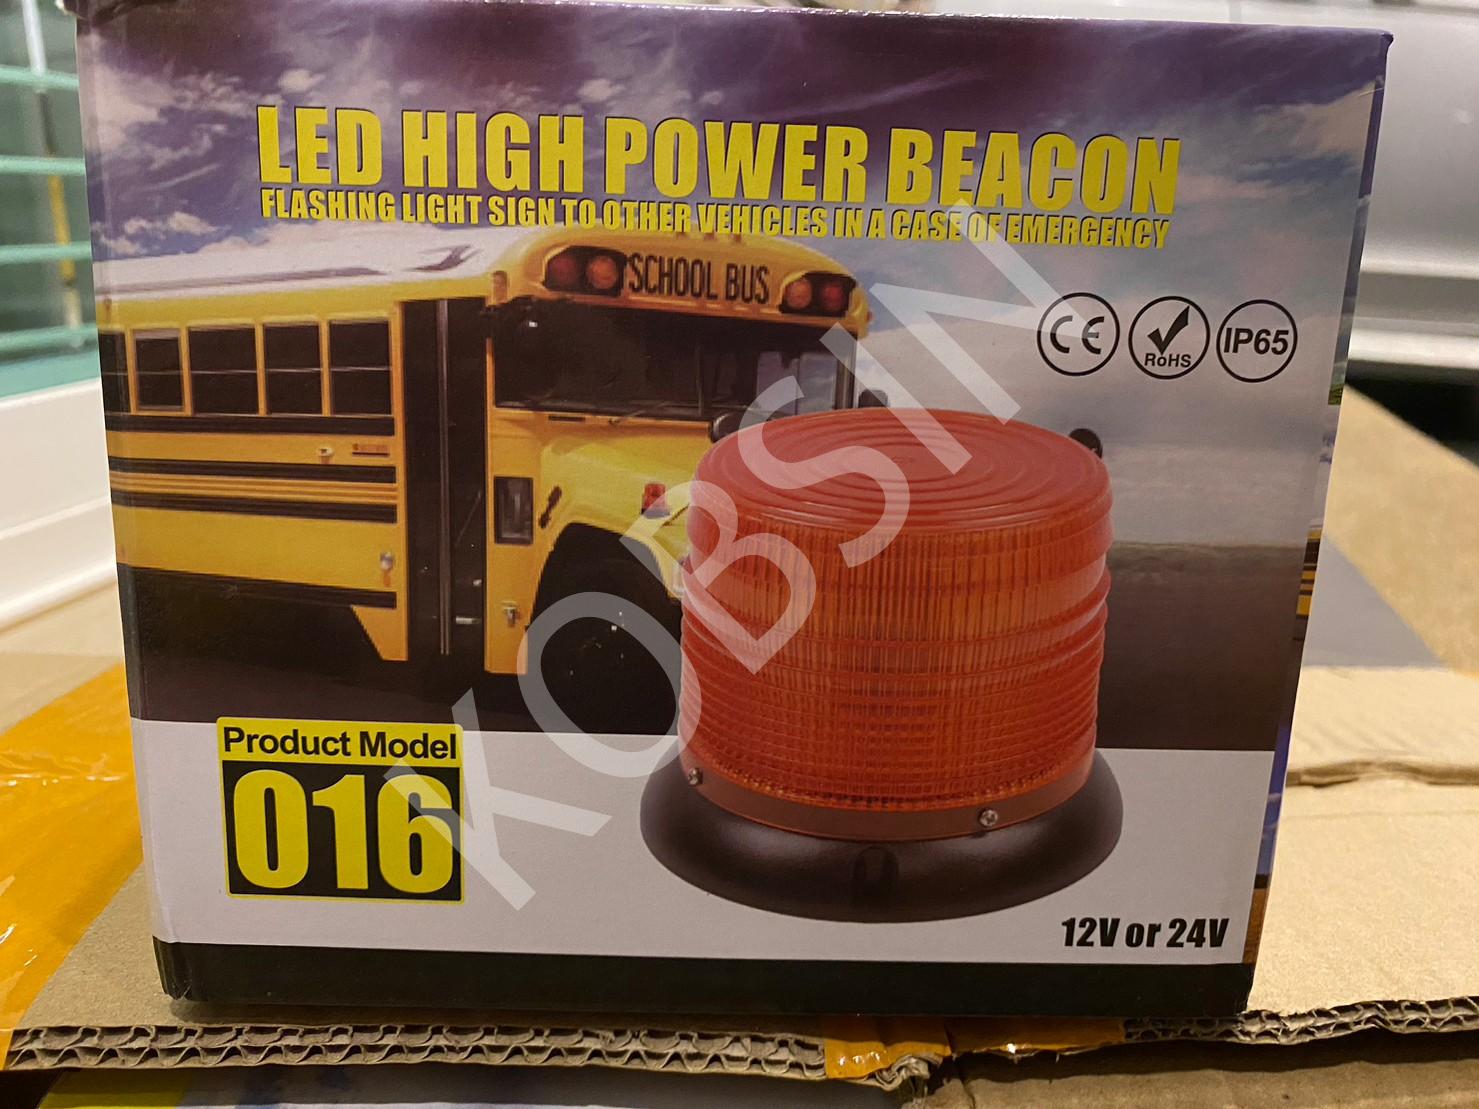 LED HIGH POWER BEACON
FLASHING LIGHT SIGN TO OTHER VEHICLES IN A CASE OF EMERGENCY
SCHOOL BUS
CE
RoHS
IP65
KOBSIN
Product Model
016
12V or 24V